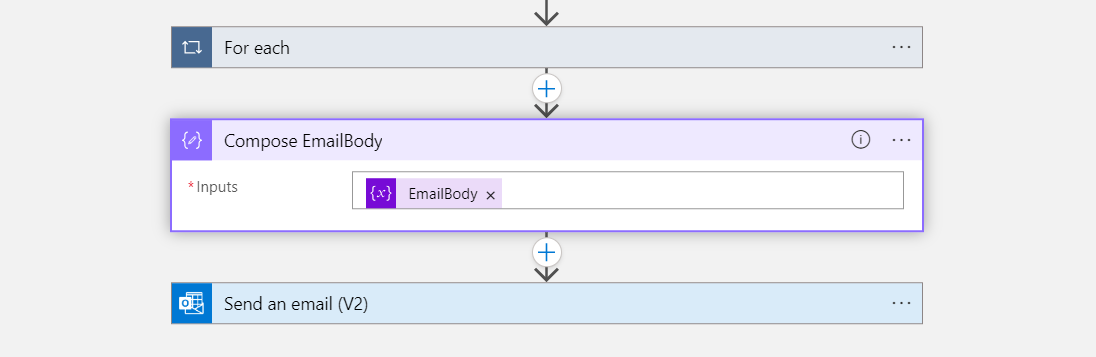 For each
Compose EmailBody
*Inputs
{x} EmailBody ×
Send an email (V2)